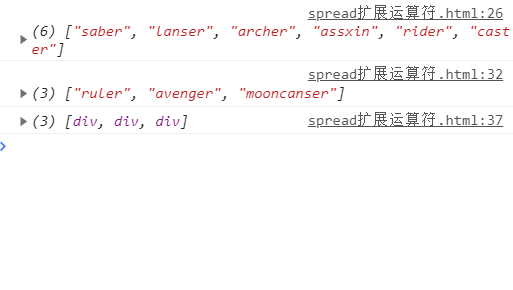 spread扩展运算符.html:26
(6) ["saber", "lanser", "archer", "assxin", "rider", "cast
er"]
spread扩展运算符.html:32
(3) ["ruler", "avenger", "mooncanser"]
(3) [div, div, div] spread扩展运算符.html:37